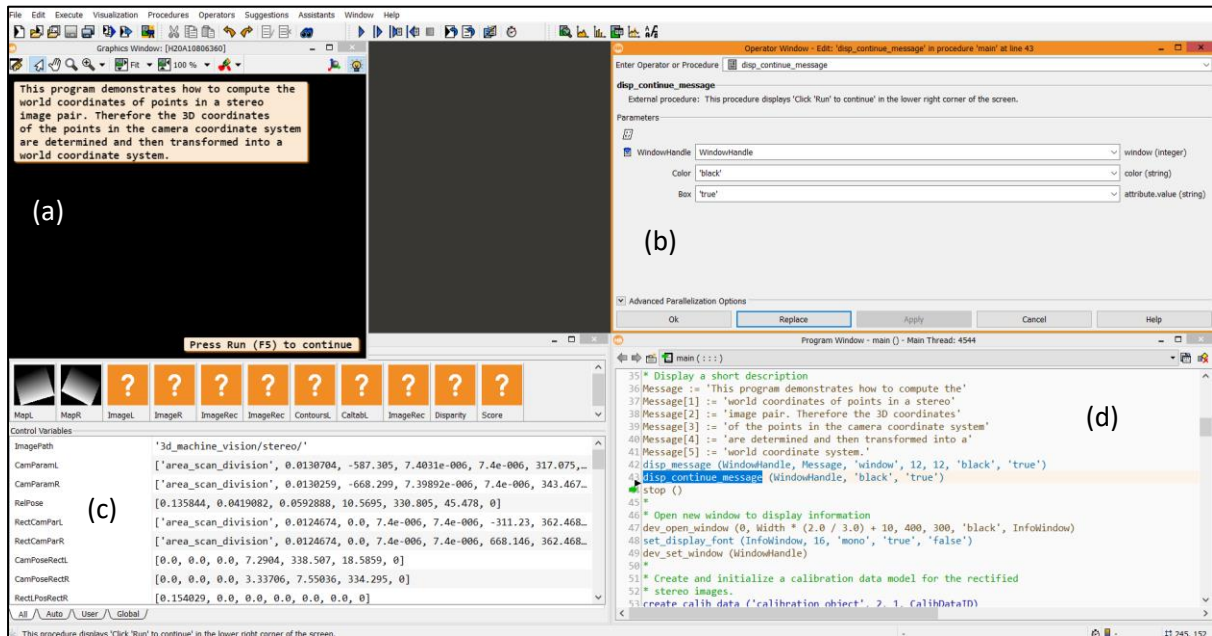 File Edit Execute Visualization Procedures Operators Suggestions Assistants Window Help
Graphics Window: [H20A10806360]
Fit 100 %
This program demonstrates how to compute the
world coordinates of points in a stereo
image pair. Therefore the 3D coordinates
of the points in the camera coordinate system
are determined and then transformed into a
world coordinate system.
(a)
Press Run (F5) to continue
Operator Window - Edit: 'disp_continue_message' in procedure 'main' at line 43
Enter Operator or Procedure disp_continue_message
disp_continue_message
External procedure: This procedure displays 'Click 'Run' to continue' in the lower right corner of the screen.
Parameters
WindowHandle WindowHandle window (integer)
Color 'black' color (string)
Box 'true' attribute.value (string)
(b)
Advanced Parallelization Options
Ok Replace Apply Cancel Help
? ? ? ? ? ? ? ? ?
MapL MapR ImageL ImageR ImageRec ImageRec ContoursL CaltabL ImageRec Disparity Score
Control Variables
ImagePath '3d_machine_vision/stereo/'
CamParamL ['area_scan_division', 0.0130704, -587.305, 7.4031e-006, 7.4e-006, 317.075,...
CamParamR ['area_scan_division', 0.0130259, -668.299, 7.39892e-006, 7.4e-006, 343.467...
RelPose [0.135844, 0.0419082, 0.0592888, 10.5695, 330.805, 45.478, 0]
RectCamParL ['area_scan_division', 0.0124674, 0.0, 7.4e-006, 7.4e-006, -311.23, 362.468...
RectCamParR ['area_scan_division', 0.0124674, 0.0, 7.4e-006, 7.4e-006, 668.146, 362.468...
CamPoseRectL [0.0, 0.0, 0.0, 7.2904, 338.507, 18.5859, 0]
CamPoseRectR [0.0, 0.0, 0.0, 3.33706, 7.55036, 334.295, 0]
RectLPosRectR [0.154029, 0.0, 0.0, 0.0, 0.0, 0.0, 0]
(c)
All Auto User Global
Program Window - main () - Main Thread: 4544
main ( : : : )
35 * Display a short description
36 Message := 'This program demonstrates how to compute the'
37 Message[1] := 'world coordinates of points in a stereo'
38 Message[2] := 'image pair. Therefore the 3D coordinates'
39 Message[3] := 'of the points in the camera coordinate system'
40 Message[4] := 'are determined and then transformed into a'
41 Message[5] := 'world coordinate system.'
42 disp_message (WindowHandle, Message, 'window', 12, 12, 'black', 'true')
43 disp_continue_message (WindowHandle, 'black', 'true')
stop ()
45 *
46 * Open new window to display information
47 dev_open_window (0, Width * (2.0 / 3.0) + 10, 400, 300, 'black', InfoWindow)
48 set_display_font (InfoWindow, 16, 'mono', 'true', 'false')
49 dev_set_window (WindowHandle)
50 *
51 * Create and initialize a calibration data model for the rectified
52 * stereo images.
53 create_calib_data ('calibration_object', 2, 1, CalibDataID)
(d)
This procedure displays 'Click 'Run' to continue' in the lower right corner of the screen.
- 245, 152